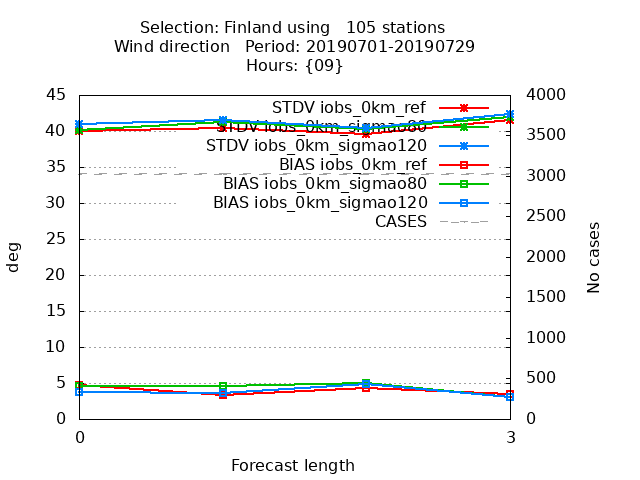 Selection: Finland using   105 stations
Wind direction   Period: 20190701-20190729
Hours: {09}
45
40
35
30
25
20
15
10
5
0
deg
4000
3500
3000
2500
2000
1500
1000
500
0
No cases
STDV iobs_0km_ref
STDV iobs_0km_sigmao80
STDV iobs_0km_sigmao120
BIAS iobs_0km_ref
BIAS iobs_0km_sigmao80
BIAS iobs_0km_sigmao120
CASES
0
3
Forecast length